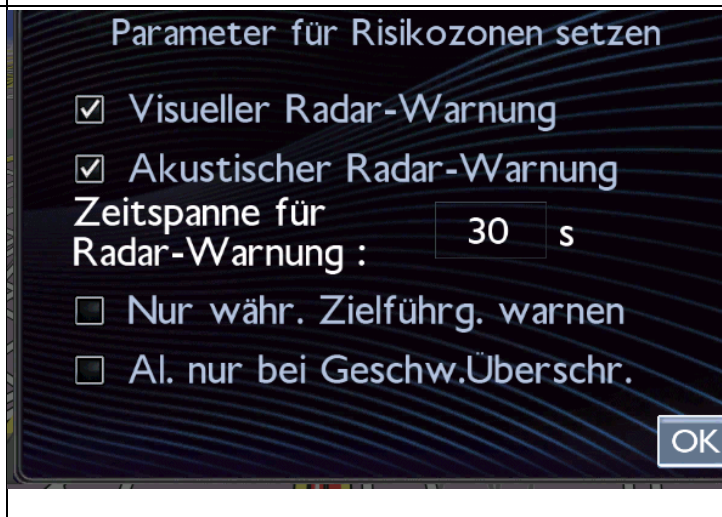 Parameter für Risikozonen setzen
Visueller Radar-Warnung
Akustischer Radar-Warnung
Zeitspanne für
Radar-Warnung : 30 s
Nur währ. Zielführg. warnen
Al. nur bei Geschw.Überschr.
OK